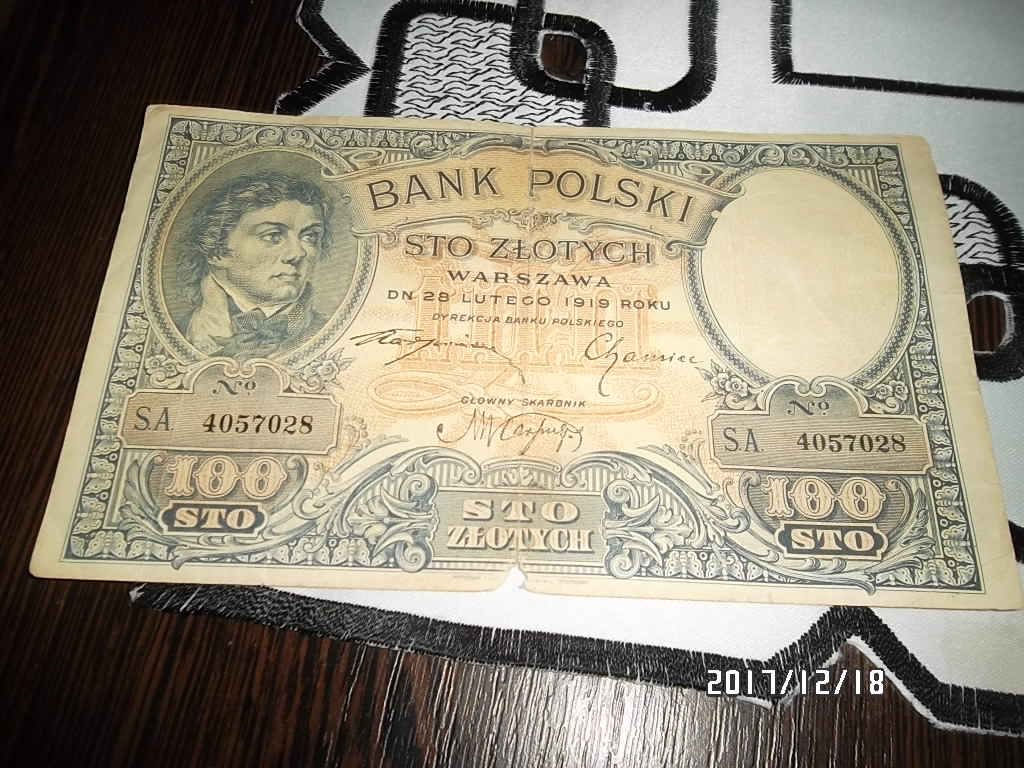 BANK POLSKI
STO ZŁOTYCH
WARSZAWA
DN 28 LUTEGO 1919 ROKU
DYREKCJA BANKU POLSKIEGO
GŁÓWNY SKARBNIK
No
S.A. 4057028
100
STO
No
S.A. 4057028
100
STO
STO
ZŁOTYCH
2017/12/18